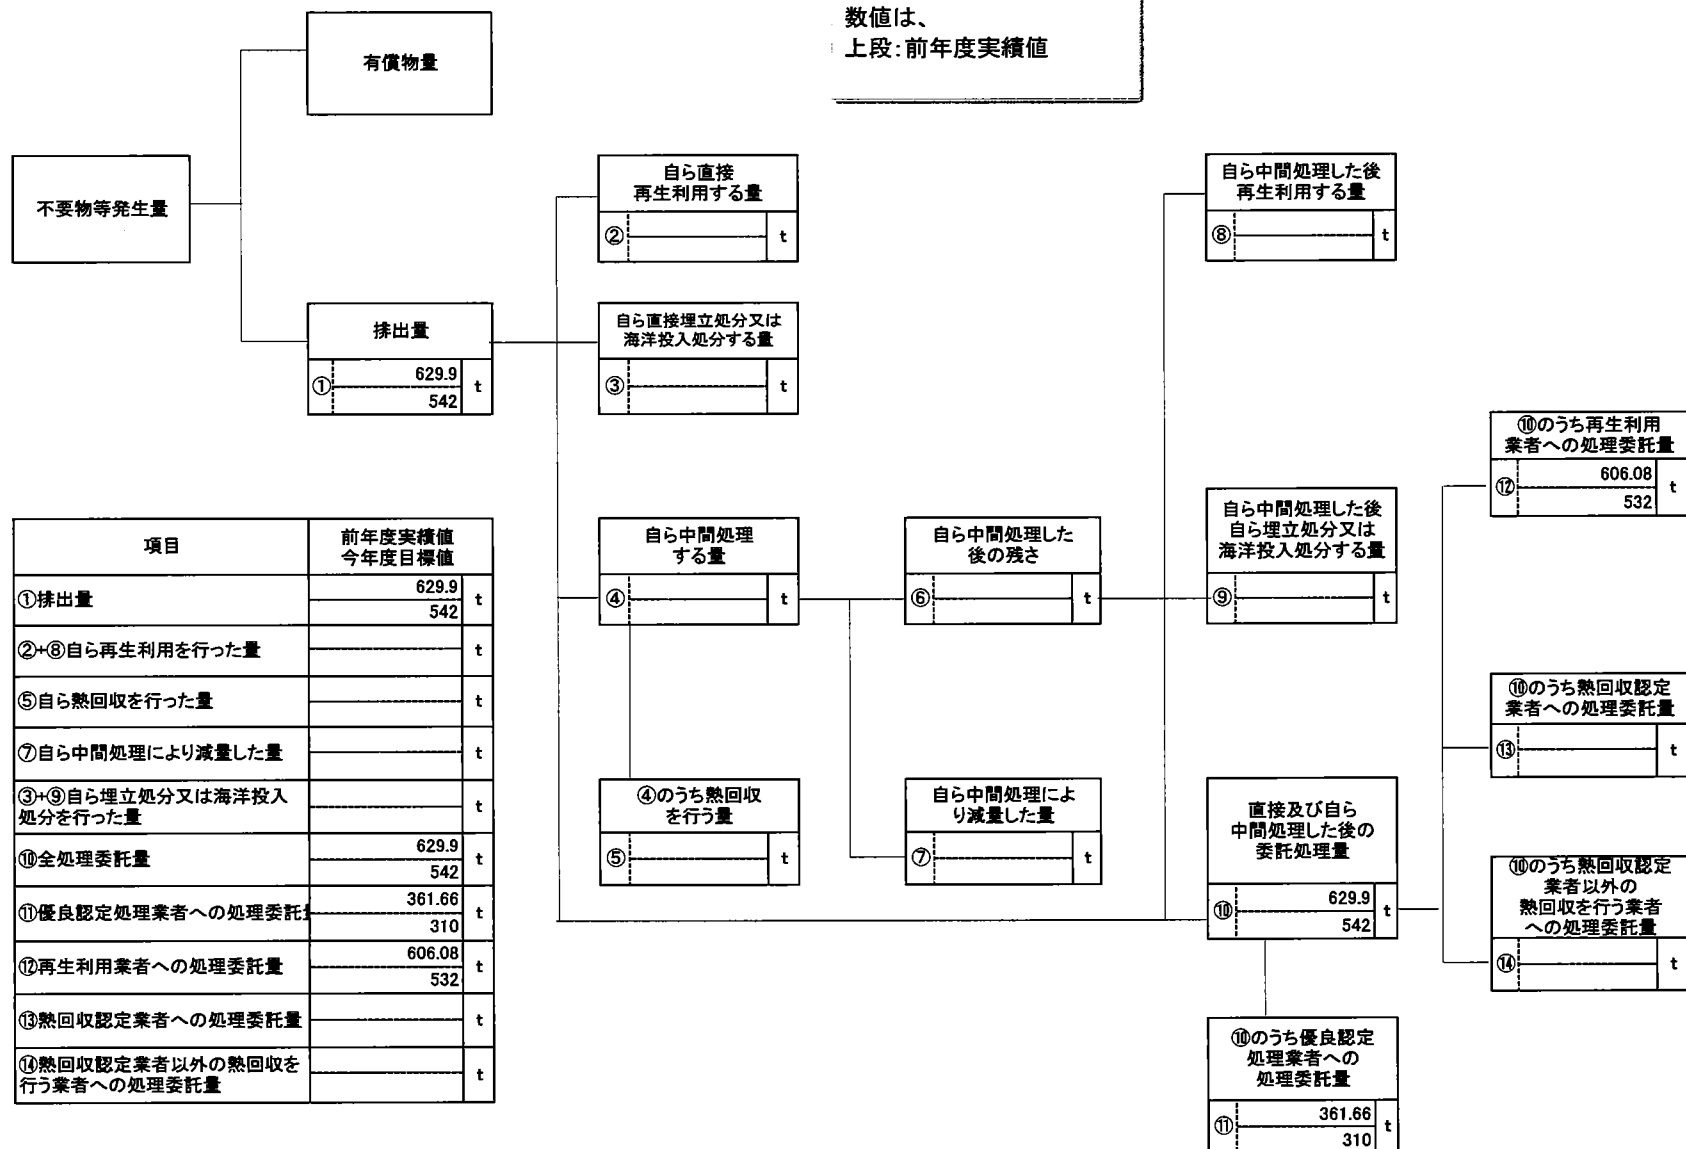 数値は、
上段：前年度実績値
有償物量
不要物等発生量
排出量
① 629.9 t
542
自ら直接
再生利用する量
② t
自ら直接埋立処分又は
海洋投入処分する量
③ t
自ら中間処理した後
再生利用する量
⑧ t
⑩のうち再生利用
業者への処理委託量
⑫ 606.08 t
532
自ら中間処理
する量
④ t
自ら中間処理した
後の残さ
⑥ t
自ら中間処理した後
自ら埋立処分又は
海洋投入処分する量
⑨ t
⑩のうち熱回収認定
業者への処理委託量
⑬ t
④のうち熱回収
を行う量
⑤ t
自ら中間処理によ
り減量した量
⑦ t
直接及び自ら
中間処理した後の
委託処理量
⑩ 629.9 t
542
⑩のうち熱回収認定
業者以外の
熱回収を行う業者
への処理委託量
⑭ t
⑩のうち優良認定
処理業者への
処理委託量
⑪ 361.66 t
310
項目 前年度実績値
今年度目標値
①排出量 629.9 t
542
②+⑧自ら再生利用を行った量 t
⑤自ら熱回収を行った量 t
⑦自ら中間処理により減量した量 t
③+⑨自ら埋立処分又は海洋投入
処分を行った量 t
⑩全処理委託量 629.9 t
542
⑪優良認定処理業者への処理委託 361.66 t
310
⑫再生利用業者への処理委託量 606.08 t
532
⑬熱回収認定業者への処理委託量 t
⑭熱回収認定業者以外の熱回収を
行う業者への処理委託量 t